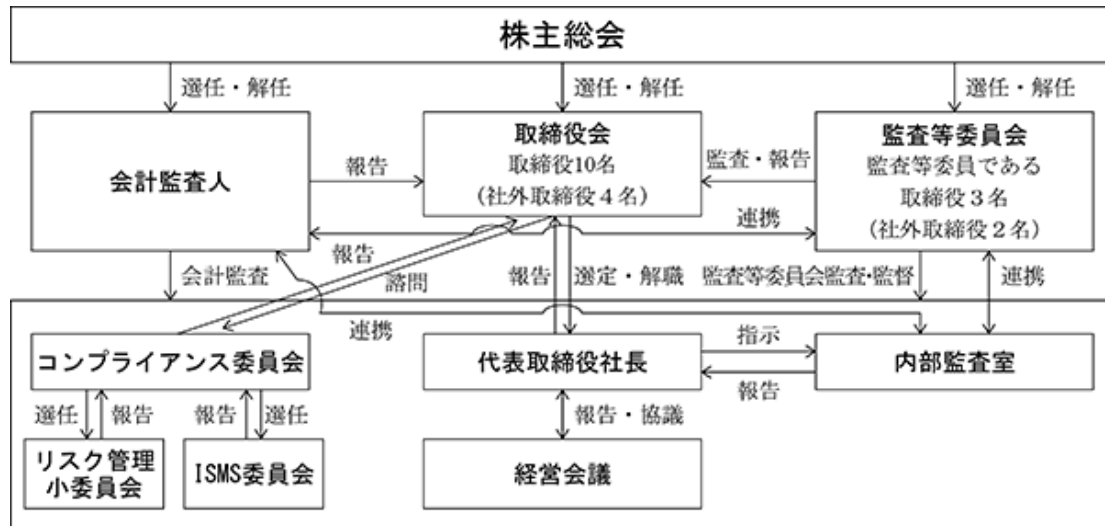 株主総会
選任・解任
選任・解任
選任・解任
会計監査人
報告
取締役会
取締役10名
(社外取締役４名)
監査・報告
監査等委員会
監査等委員である
取締役３名
(社外取締役２名)
連携
会計監査
報告
諮問
報告
選定・解職
監査等委員会監査・監督
連携
連携
コンプライアンス委員会
代表取締役社長
指示
報告
内部監査室
選任
報告
報告
選任
報告・協議
リスク管理
小委員会
ISMS委員会
経営会議